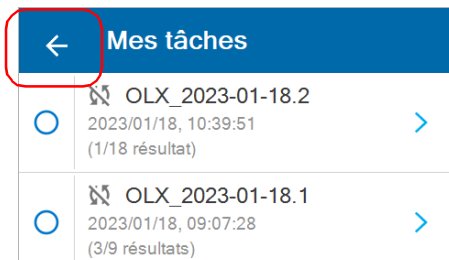 Mes tâches
OLX_2023-01-18.2
2023/01/18, 10:39:51
(1/18 résultat)
OLX_2023-01-18.1
2023/01/18, 09:07:28
(3/9 résultats)